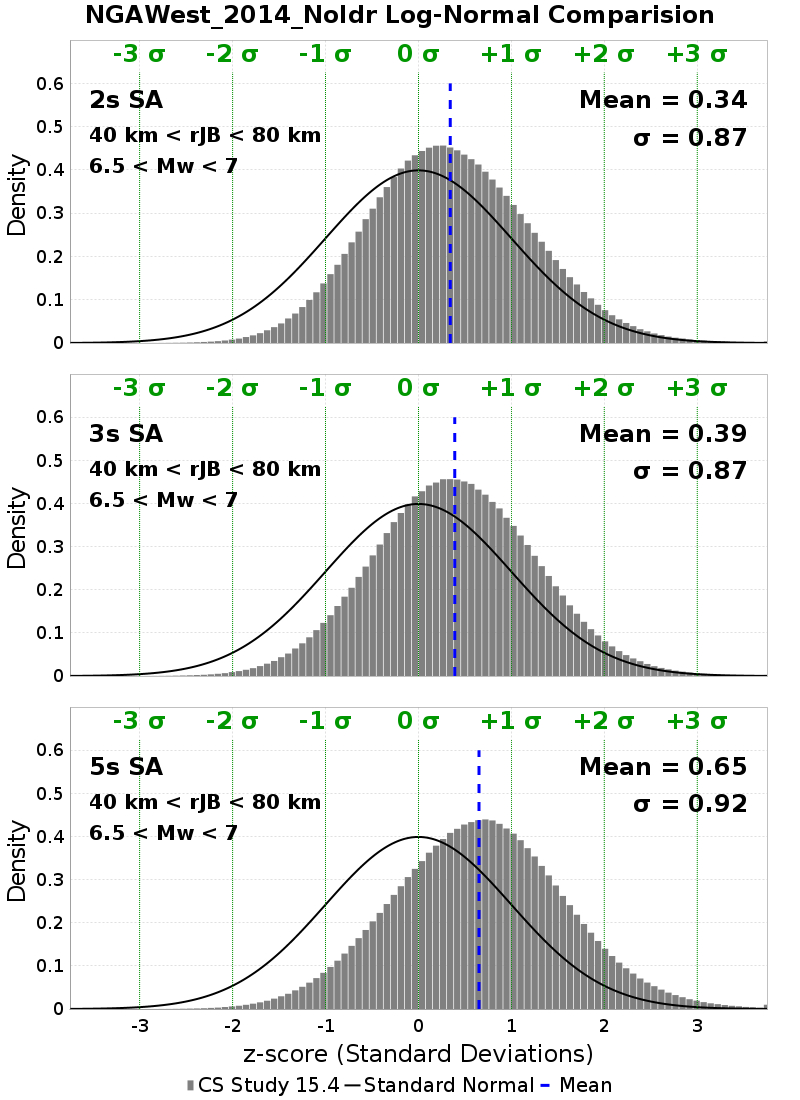 NGAWest_2014_NoIdr Log-Normal Comparision
-3 σ -2 σ -1 σ 0 σ +1 σ +2 σ +3 σ
0.6
2s SA Mean = 0.34
0.5
40 km < rJB < 80 km σ = 0.87
6.5 < Mw < 7
0.4
Density
0.3
0.2
0.1
0
-3 σ -2 σ -1 σ 0 σ +1 σ +2 σ +3 σ
0.6
3s SA Mean = 0.39
0.5
40 km < rJB < 80 km σ = 0.87
6.5 < Mw < 7
0.4
Density
0.3
0.2
0.1
0
-3 σ -2 σ -1 σ 0 σ +1 σ +2 σ +3 σ
0.6
5s SA Mean = 0.65
0.5
40 km < rJB < 80 km σ = 0.92
6.5 < Mw < 7
0.4
Density
0.3
0.2
0.1
0
-3 -2 -1 0 1 2 3
z-score (Standard Deviations)
CS Study 15.4 Standard Normal Mean